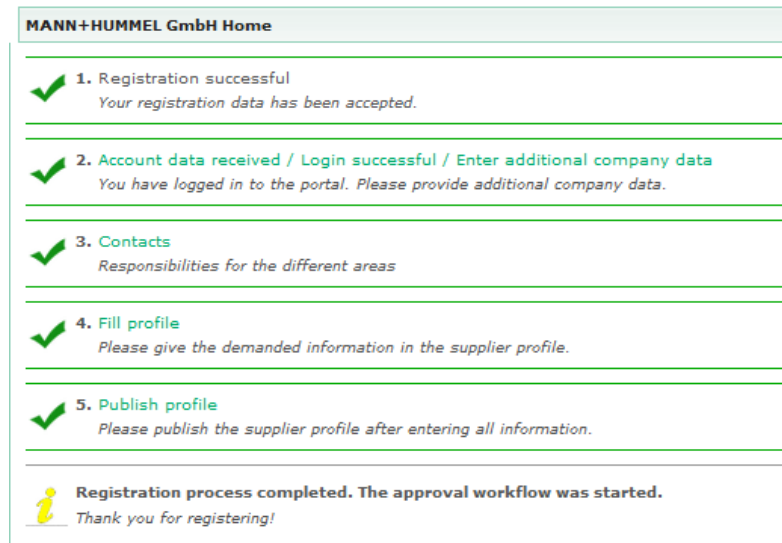 MANN+HUMMEL GmbH Home
1. Registration successful
Your registration data has been accepted.
2. Account data received / Login successful / Enter additional company data
You have logged in to the portal. Please provide additional company data.
3. Contacts
Responsibilities for the different areas
4. Fill profile
Please give the demanded information in the supplier profile.
5. Publish profile
Please publish the supplier profile after entering all information.
Registration process completed. The approval workflow was started.
Thank you for registering!